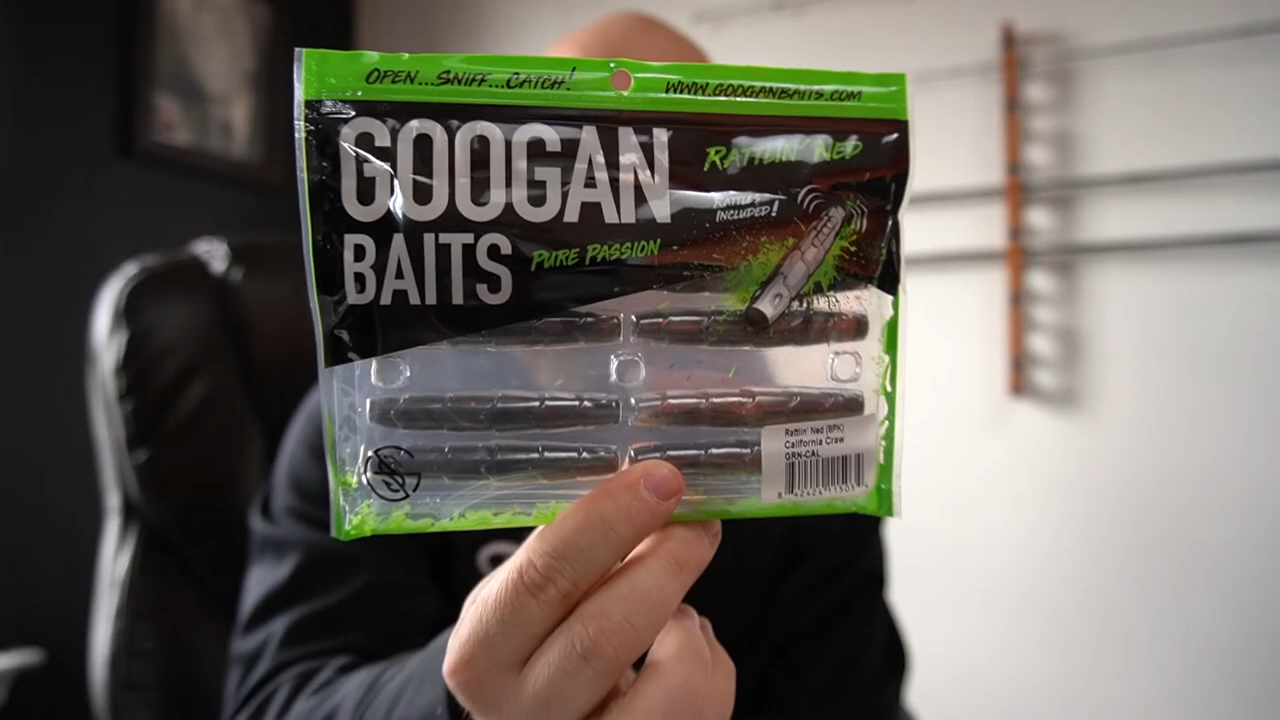 OPEN...SNIFF...CATCH!
WWW.GOOGANBAITS.COM
GOOGAN
BAITS
PURE PASSION
RATTLIN' NED
RATTLES
INCLUDED!
Rattlin' Ned (8PK)
California Craw
GRN-CAL